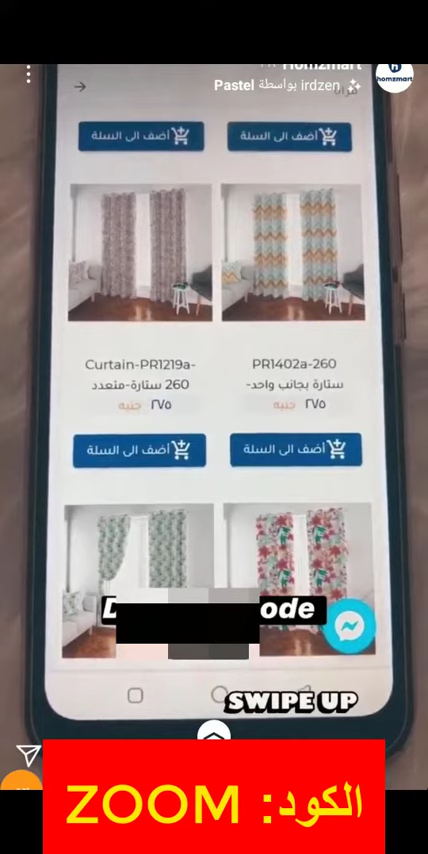 Homzmart
Pastel بواسطة irdzen
homzmart
أضف الى السلة
أضف الى السلة
Curtain-PR1219a-
260 ستارة-متعدد
٢٧٥ جنيه
PR1402a-260
ستارة بجانب واحد-
٢٧٥ جنيه
أضف الى السلة
أضف الى السلة
ode
SWIPE UP
الكود: ZOOM